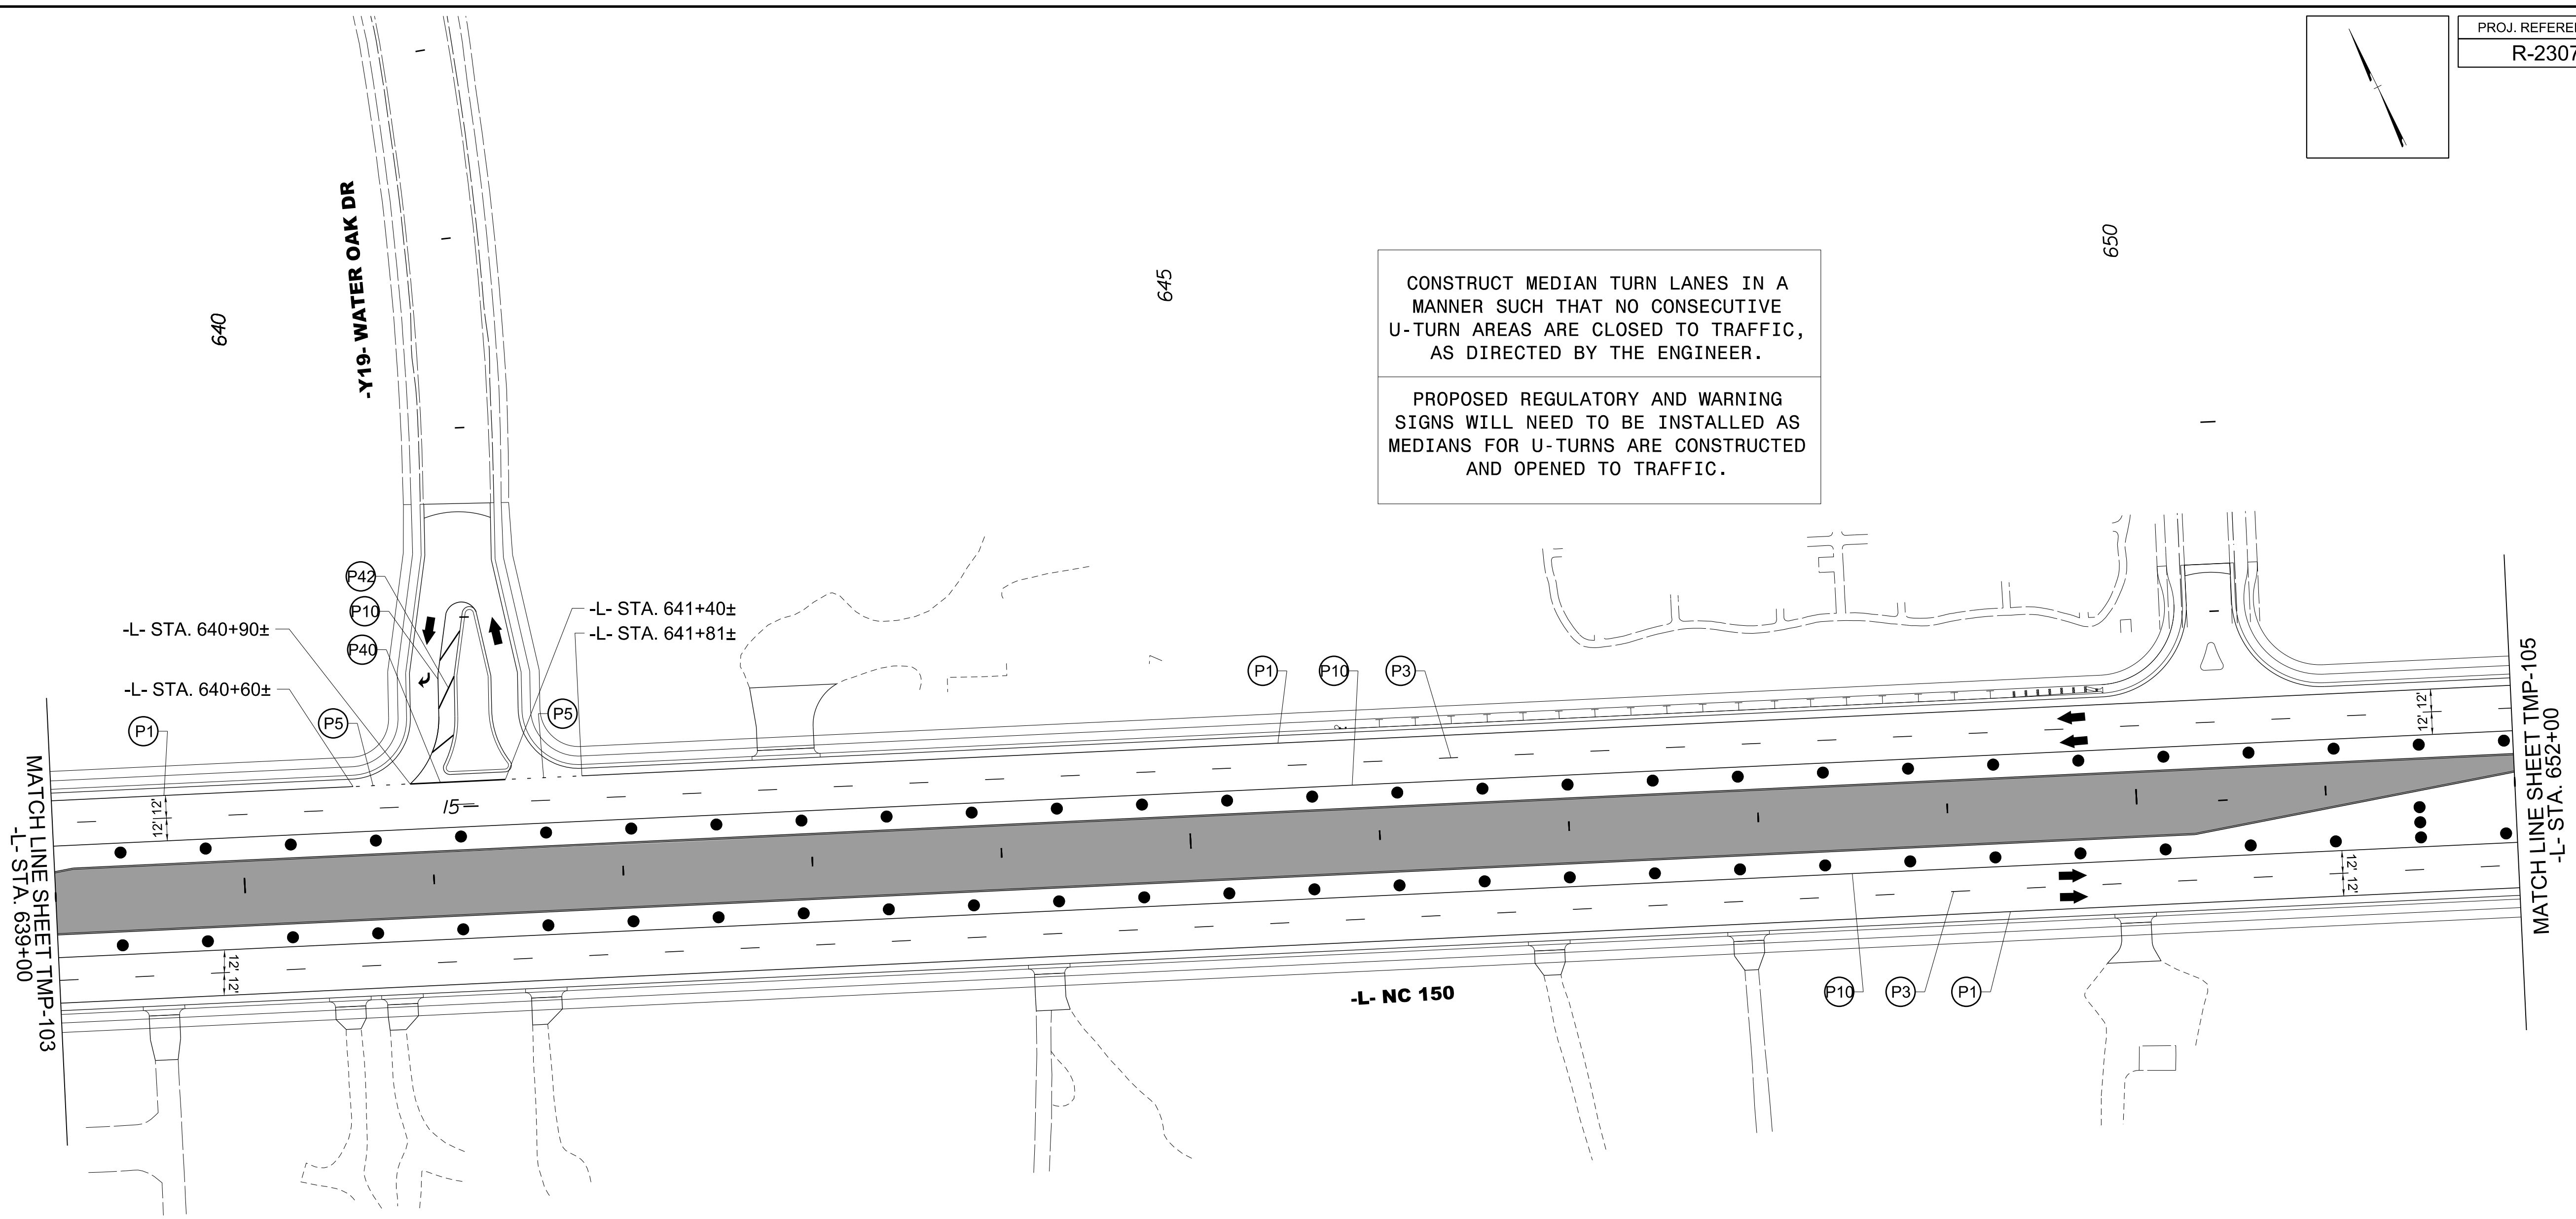 PROJ. REFERE
R-2307
650
645
640
-Y19- WATER OAK DR
CONSTRUCT MEDIAN TURN LANES IN A
MANNER SUCH THAT NO CONSECUTIVE
U-TURN AREAS ARE CLOSED TO TRAFFIC,
AS DIRECTED BY THE ENGINEER.
PROPOSED REGULATORY AND WARNING
SIGNS WILL NEED TO BE INSTALLED AS
MEDIANS FOR U-TURNS ARE CONSTRUCTED
AND OPENED TO TRAFFIC.
P42
P10
P40
-L- STA. 640+90±
-L- STA. 640+60±
-L- STA. 641+40±
-L- STA. 641+81±
P1
P5
P5
P1
P10
P3
12' 12'
12' 12'
15
12' 12'
12' 12'
MATCH LINE SHEET TMP-103
-L- STA. 639+00
MATCH LINE SHEET TMP-105
-L- STA. 652+00
-L- NC 150
P10
P3
P1